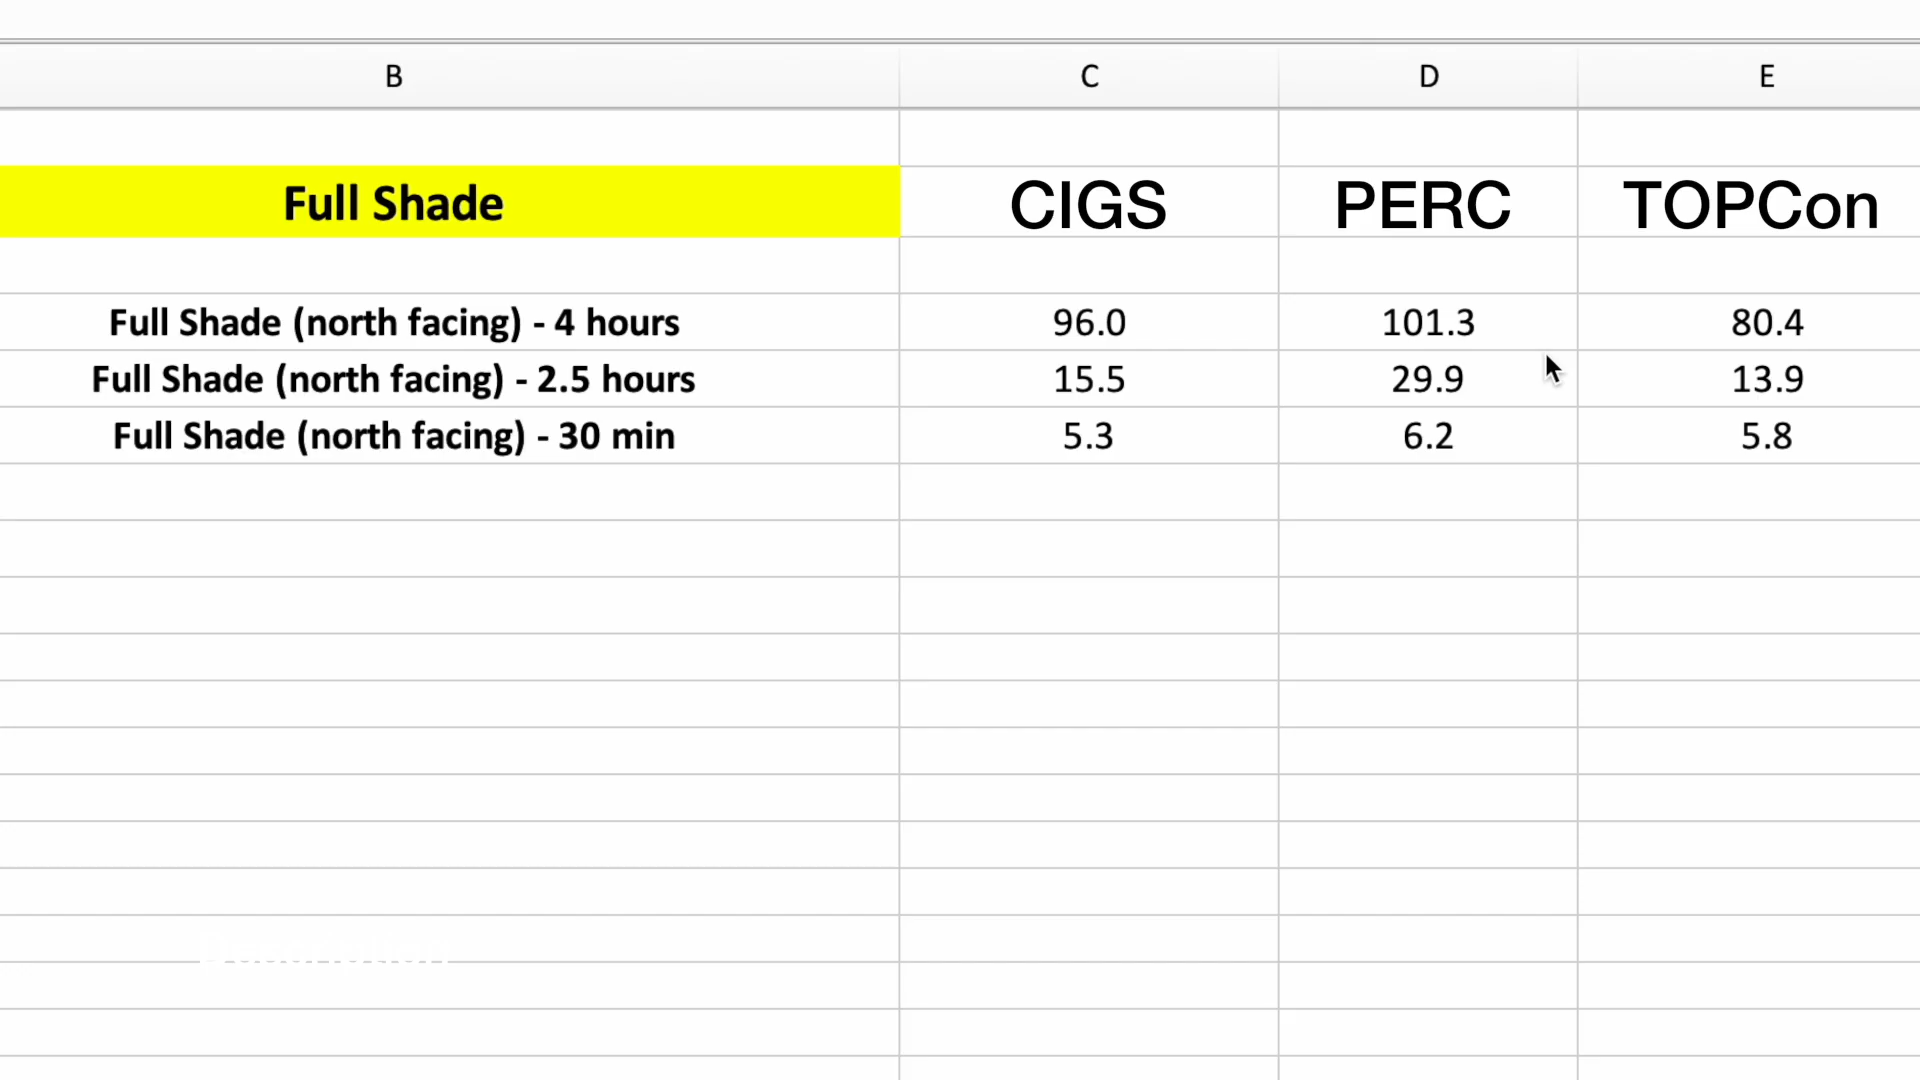 B C D E
Full Shade CIGS PERC TOPCon
Full Shade (north facing) - 4 hours 96.0 101.3 80.4
Full Shade (north facing) - 2.5 hours 15.5 29.9 13.9
Full Shade (north facing) - 30 min 5.3 6.2 5.8